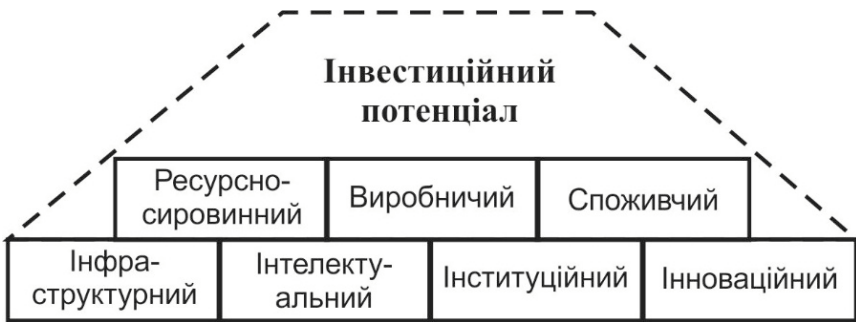 Інвестиційний
потенціал
Ресурсно-
сировинний
Виробничий
Споживчий
Інфра-
структурний
Інтелекту-
альний
Інституційний
Інноваційний